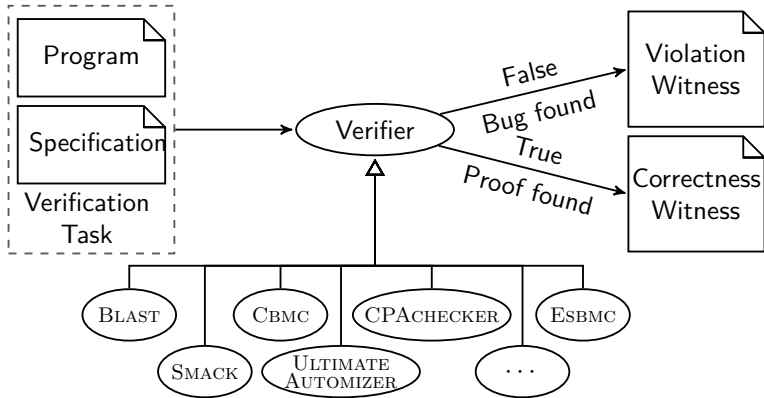 Program
Specification
Verification
Task
Verifier
False
Bug found
True
Proof found
Violation
Witness
Correctness
Witness
BLAST
CBMC
CPACHECKER
ESBMC
SMACK
ULTIMATE
AUTOMIZER
...